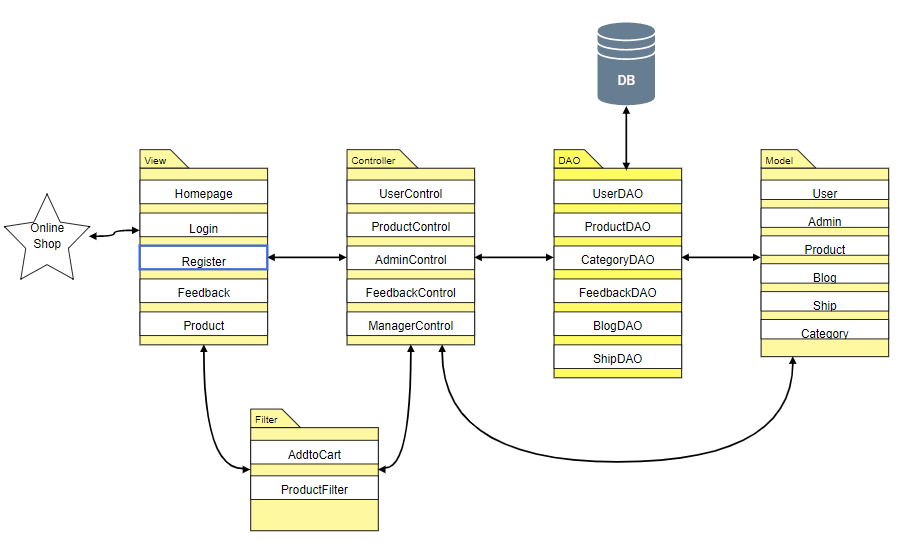 DB
Online
Shop
View
Homepage
Login
Register
Feedback
Product
Controller
UserControl
ProductControl
AdminControl
FeedbackControl
ManagerControl
DAO
UserDAO
ProductDAO
CategoryDAO
FeedbackDAO
BlogDAO
ShipDAO
Model
User
Admin
Product
Blog
Ship
Category
Filter
AddtoCart
ProductFilter